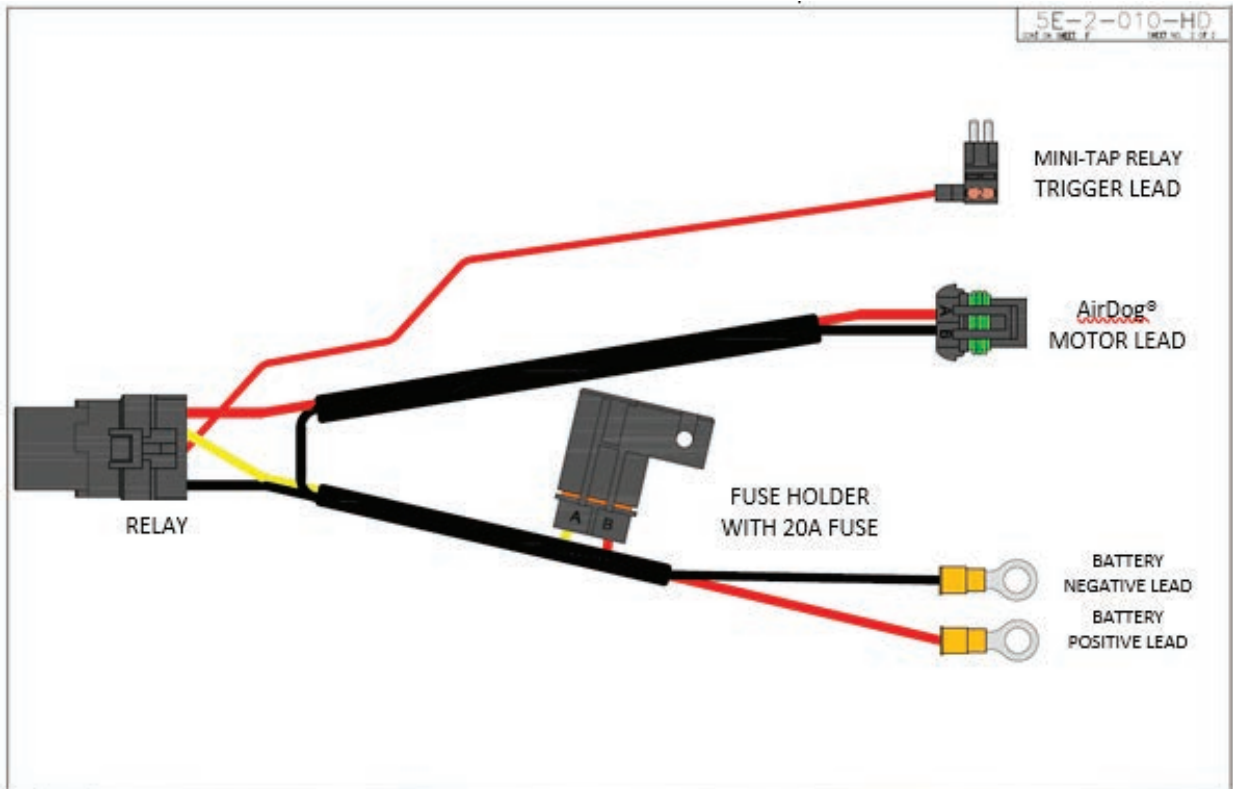 5E-2-010-HD
MINI-TAP RELAY
TRIGGER LEAD
A
B
AirDog®
MOTOR LEAD
RELAY
A
B
FUSE HOLDER
WITH 20A FUSE
BATTERY
NEGATIVE LEAD
BATTERY
POSITIVE LEAD